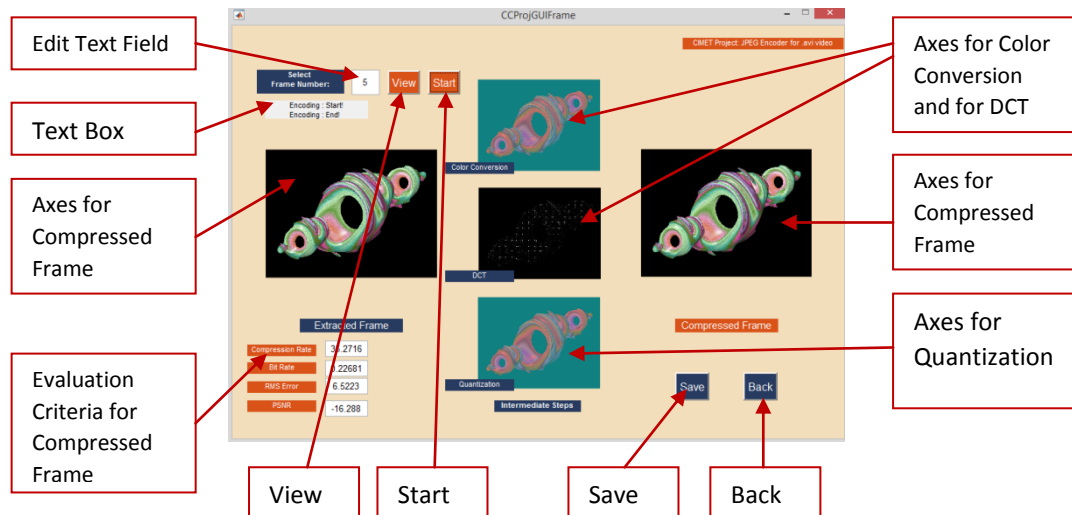 CCProjGUIFrame
CIMET Project: JPEG Encoder for .avi video
Edit Text Field
Text Box
Axes for
Compressed
Frame
Evaluation
Criteria for
Compressed
Frame
Select
Frame Number:
5
View
Start
Encoding : Start!
Encoding : End!
Color Conversion
DCT
Quantization
Intermediate Steps
Extracted Frame
Compression Rate
Bit Rate
0.22681
RMS Error
6.5223
PSNR
-16.288
Compressed Frame
Save
Back
Axes for Color
Conversion
and for DCT
Axes for
Compressed
Frame
Axes for
Quantization
View
Start
Save
Back